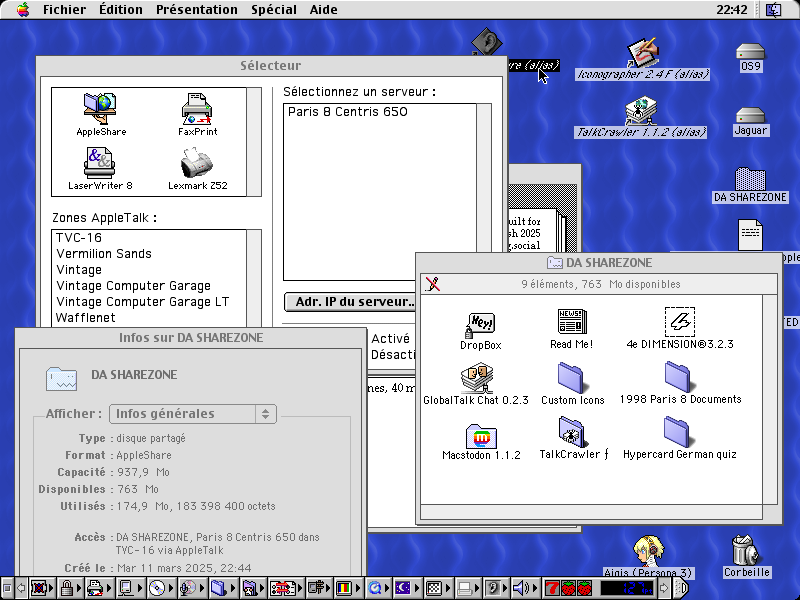 Fichier Édition Présentation Spécial Aide 22:42
Sélecteur
AppleShare
FaxPrint
LaserWriter 8
Lexmark Z52
Zones AppleTalk :
TVC-16
Vermilion Sands
Vintage
Vintage Computer Garage
Vintage Computer Garage LT
Wafflenet
Sélectionnez un serveur :
Paris 8 Centris 650
Adr. IP du serveur...
Activé
Désacti
(alias)
Iconographer 2.4 F (alias)
TalkCrawler 1.1.2 (alias)
OS9
Jaguar
DA SHAREZONE
uilt for
sh 2025
g.social
nes, 40 m
DA SHAREZONE
9 éléments, 763 Mo disponibles
DropBox
Read Me!
4e DIMENSION®3.2.3
GlobalTalk Chat 0.2.3
Custom Icons
1998 Paris 8 Documents
Macstodon 1.1.2
TalkCrawler ƒ
Hypercard German quiz
Infos sur DA SHAREZONE
DA SHAREZONE
Afficher : Infos générales
Type : disque partagé
Format : AppleShare
Capacité : 937,9 Mo
Disponibles : 763 Mo
Utilisés : 174,9 Mo, 183 398 400 octets
Accès : DA SHAREZONE, Paris 8 Centris 650 dans
TVC-16 via AppleTalk
Créé le : Mar 11 mars 2025, 22:44
Aigis (Persona 3)
Corbeille